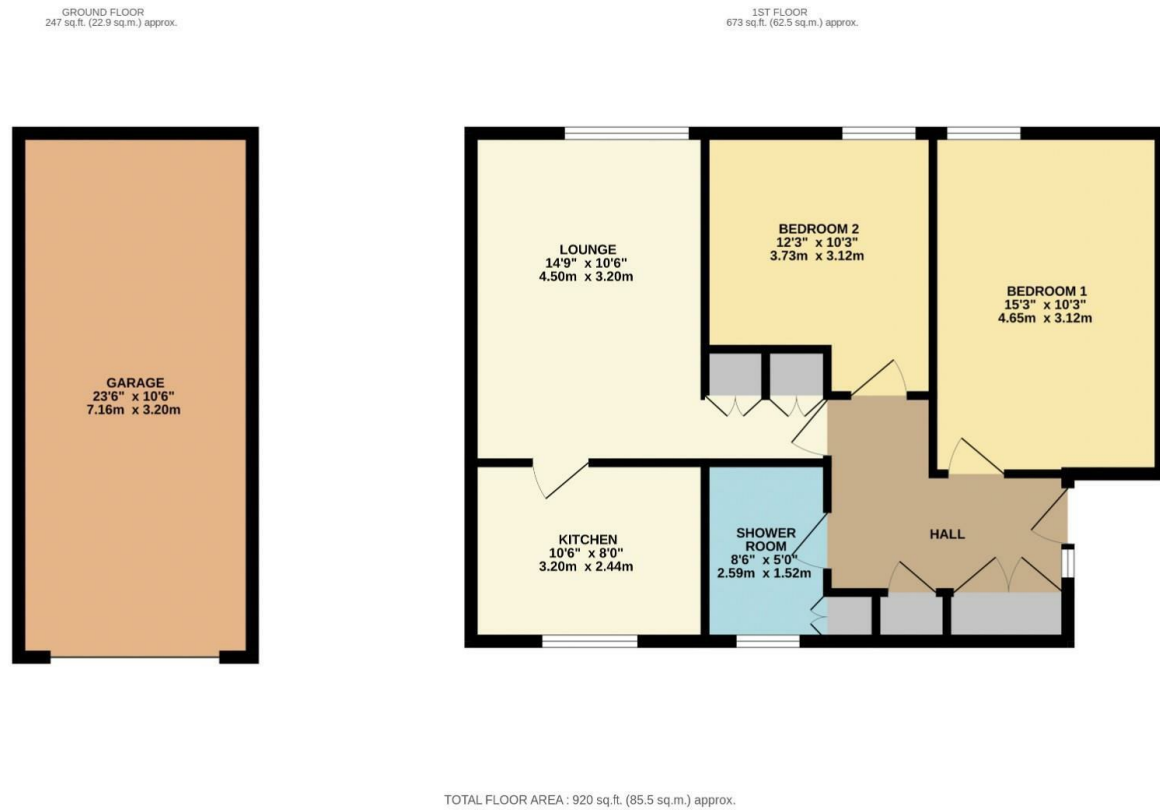 GROUND FLOOR
247 sq.ft. (22.9 sq.m.) approx.
1ST FLOOR
673 sq.ft. (62.5 sq.m.) approx.
GARAGE
23'6" x 10'6"
7.16m x 3.20m
LOUNGE
14'9" x 10'6"
4.50m x 3.20m
BEDROOM 2
12'3" x 10'3"
3.73m x 3.12m
BEDROOM 1
15'3" x 10'3"
4.65m x 3.12m
KITCHEN
10'6" x 8'0"
3.20m x 2.44m
SHOWER
ROOM
8'6" x 5'0"
2.59m x 1.52m
HALL
TOTAL FLOOR AREA : 920 sq.ft. (85.5 sq.m.) approx.